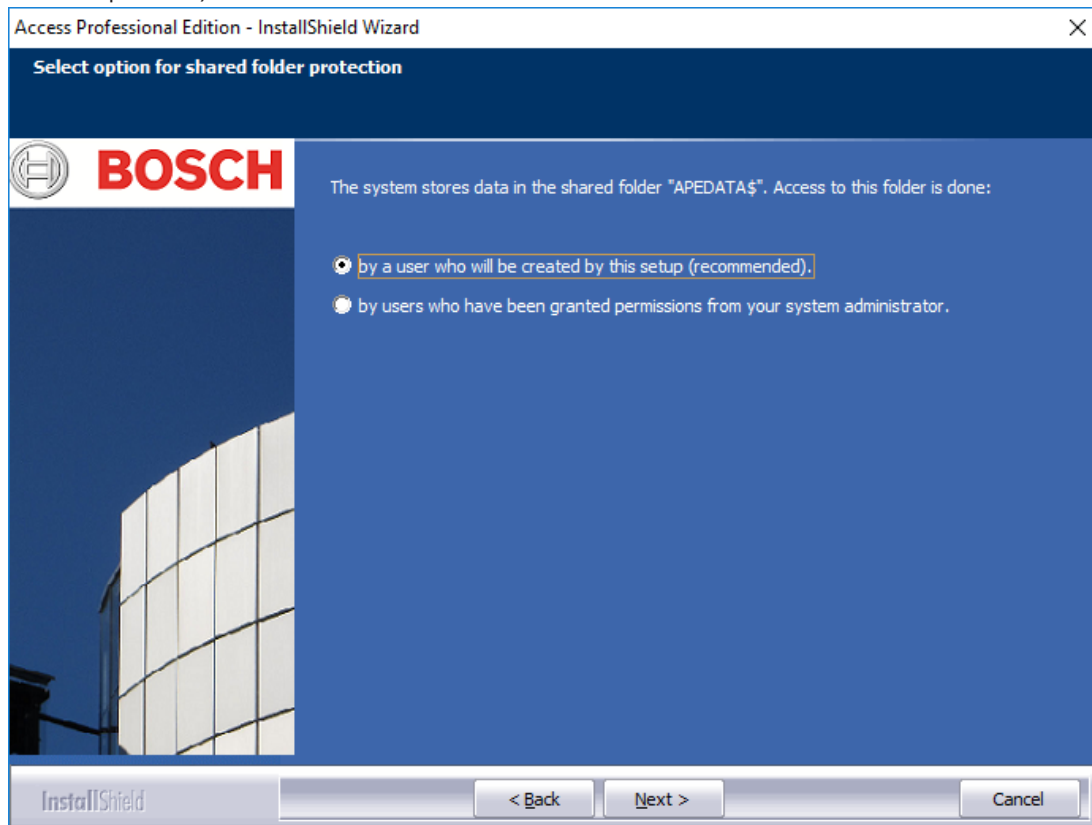 Access Professional Edition - InstallShield Wizard
Select option for shared folder protection
BOSCH
The system stores data in the shared folder "APEDATA$". Access to this folder is done:
by a user who will be created by this setup (recommended).
by users who have been granted permissions from your system administrator.
InstallShield
< Back
Next >
Cancel